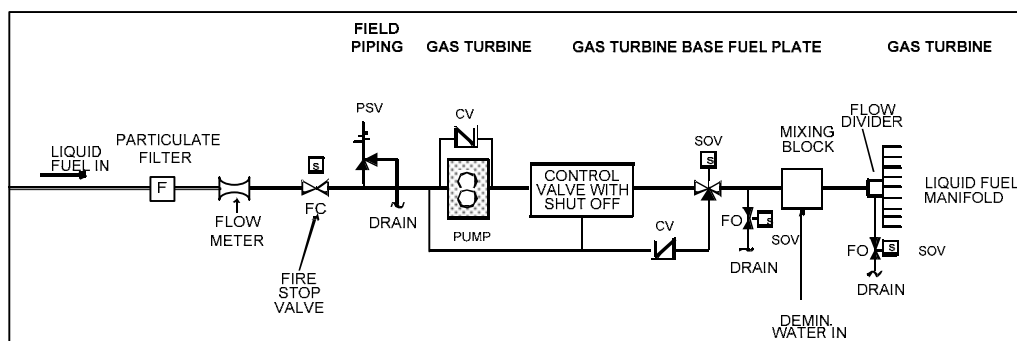 FIELD
PIPING
GAS TURBINE
GAS TURBINE BASE FUEL PLATE
GAS TURBINE
LIQUID
FUEL IN
PARTICULATE
FILTER
F
FLOW
METER
S
FC
FIRE
STOP
VALVE
PSV
DRAIN
CV
PUMP
CONTROL
VALVE WITH
SHUT OFF
CV
SOV
S
FO
S
SOV
DRAIN
MIXING
BLOCK
DEMIN.
WATER IN
FLOW
DIVIDER
LIQUID FUEL
MANIFOLD
FO
S
SOV
DRAIN